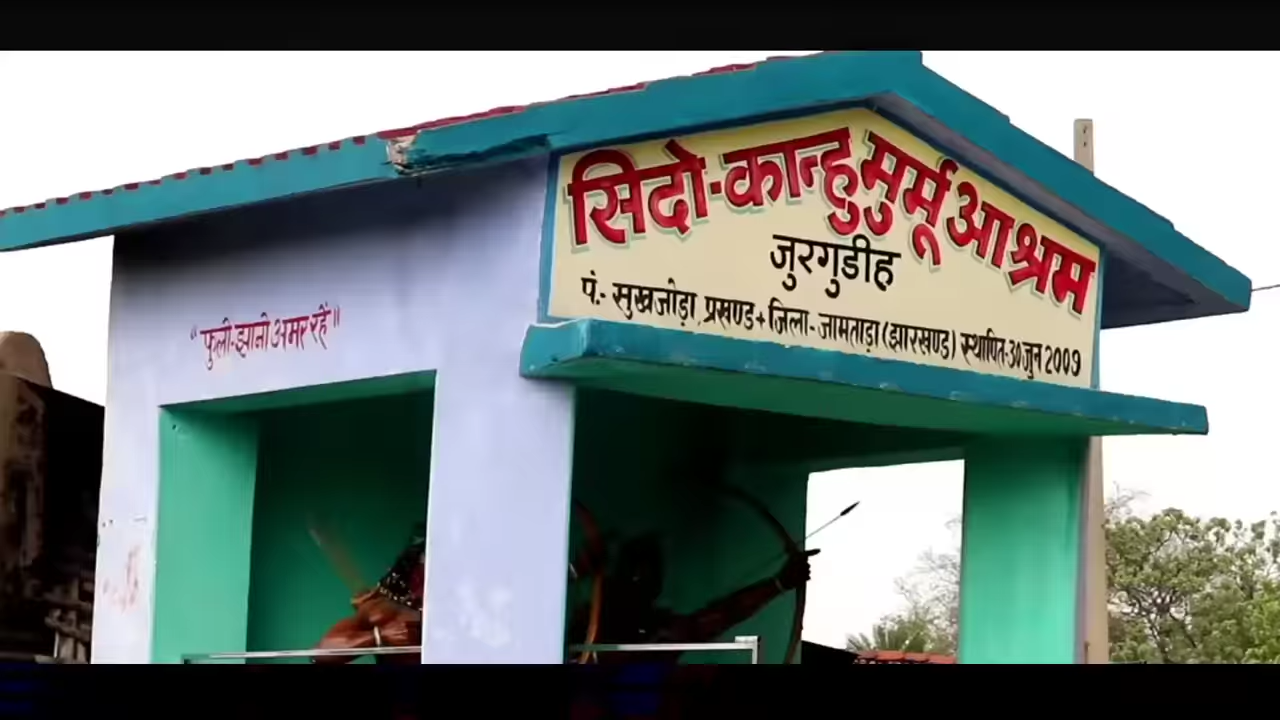 सिदो-कान्हु मुर्मू आश्रम
जुरगुडीह
पं.- सुखजोड़ा, प्रखण्ड + जिला- जामताड़ा (झारखण्ड) स्थापित-30 जुन 2009
"फुलो-झानो अमर रहें"